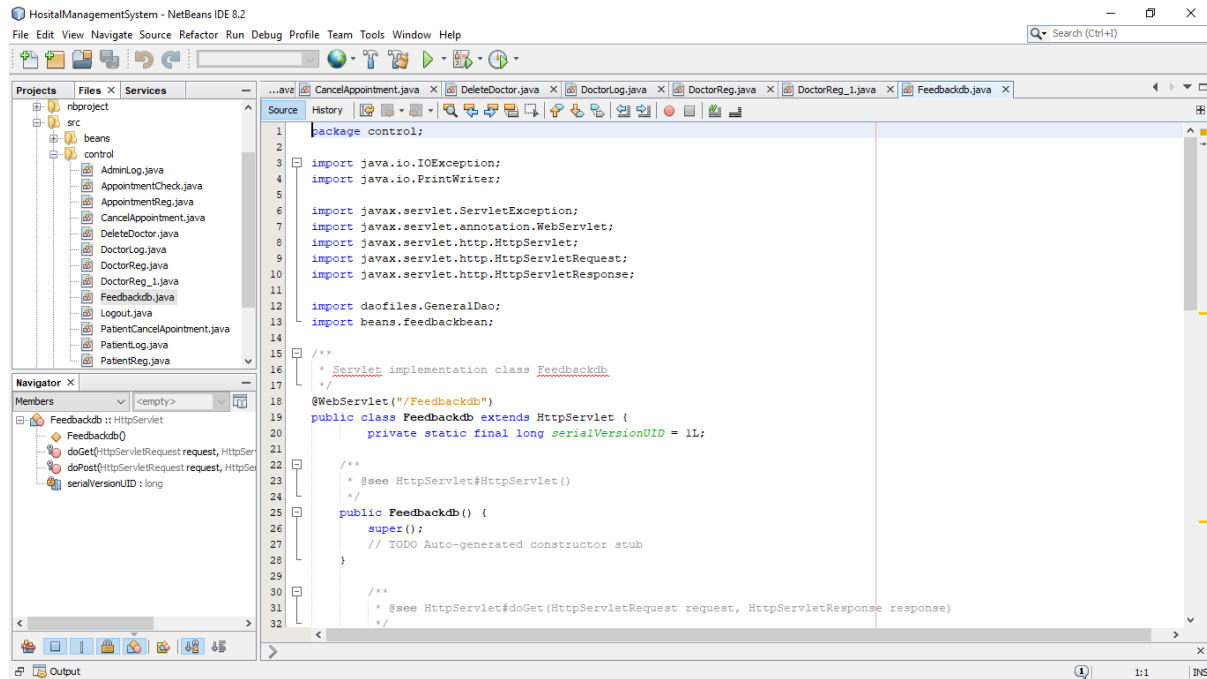 HositalManagementSystem - NetBeans IDE 8.2
File Edit View Navigate Source Refactor Run Debug Profile Team Tools Window Help
Search (Ctrl+I)
Projects Files × Services
...ava CancelAppointment.java × DeleteDoctor.java × DoctorLog.java × DoctorReg.java × DoctorReg_1.java × Feedbackdb.java ×
Source History
nbproject
src
beans
control
AdminLog.java
AppointmentCheck.java
AppointmentReg.java
CancelAppointment.java
DeleteDoctor.java
DoctorLog.java
DoctorReg.java
DoctorReg_1.java
Feedbackdb.java
Logout.java
PatientCancelApointment.java
PatientLog.java
PatientReg.java
Navigator ×
Members <empty>
Feedbackdb :: HttpServlet
Feedbackdb()
doGet(HttpServletRequest request, HttpSer
doPost(HttpServletRequest request, HttpSe
serialVersionUID : long
1 package control;
2
3 import java.io.IOException;
4 import java.io.PrintWriter;
5
6 import javax.servlet.ServletException;
7 import javax.servlet.annotation.WebServlet;
8 import javax.servlet.http.HttpServlet;
9 import javax.servlet.http.HttpServletRequest;
10 import javax.servlet.http.HttpServletResponse;
11
12 import daofiles.GeneralDao;
13 import beans.feedbackbean;
14
15 /**
16 * Servlet implementation class Feedbackdb
17 */
18 @WebServlet("/Feedbackdb")
19 public class Feedbackdb extends HttpServlet {
20 private static final long serialVersionUID = 1L;
21
22 /**
23 * @see HttpServlet#HttpServlet()
24 */
25 public Feedbackdb() {
26 super();
27 // TODO Auto-generated constructor stub
28 }
29
30 /**
31 * @see HttpServlet#doGet(HttpServletRequest request, HttpServletResponse response)
32 */
Output
1 1:1 INS